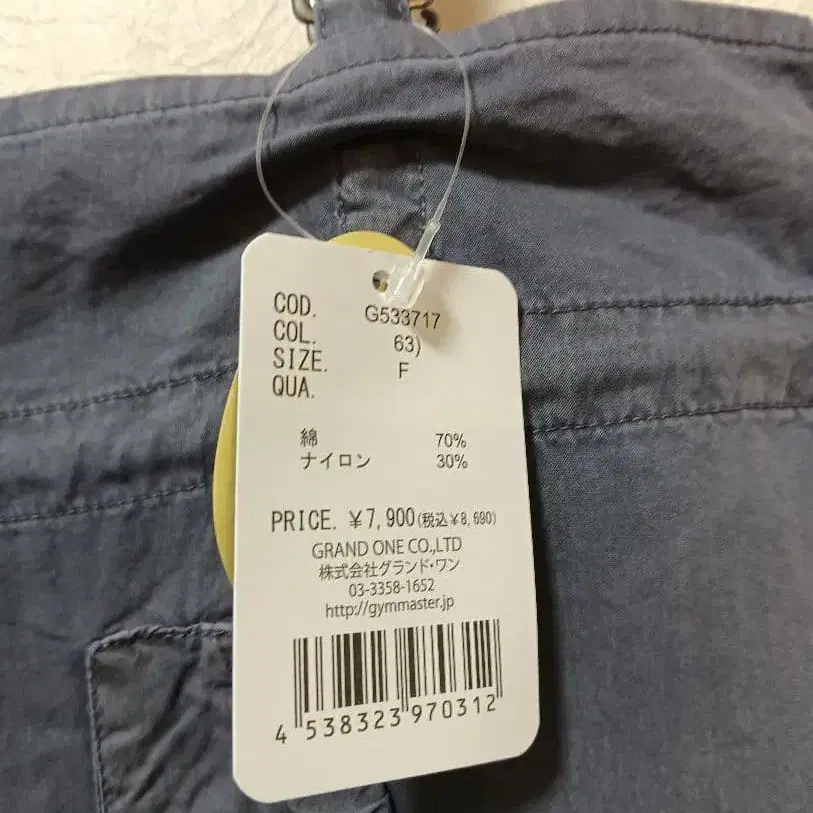 COD. G533717
COL. 63)
SIZE. F
QUA.
綿 70%
ナイロン 30%
PRICE. ¥7,900(税込¥8,690)
GRAND ONE CO.,LTD
株式会社グランド・ワン
03-3358-1652
http://gymmaster.jp
4 538323 970312